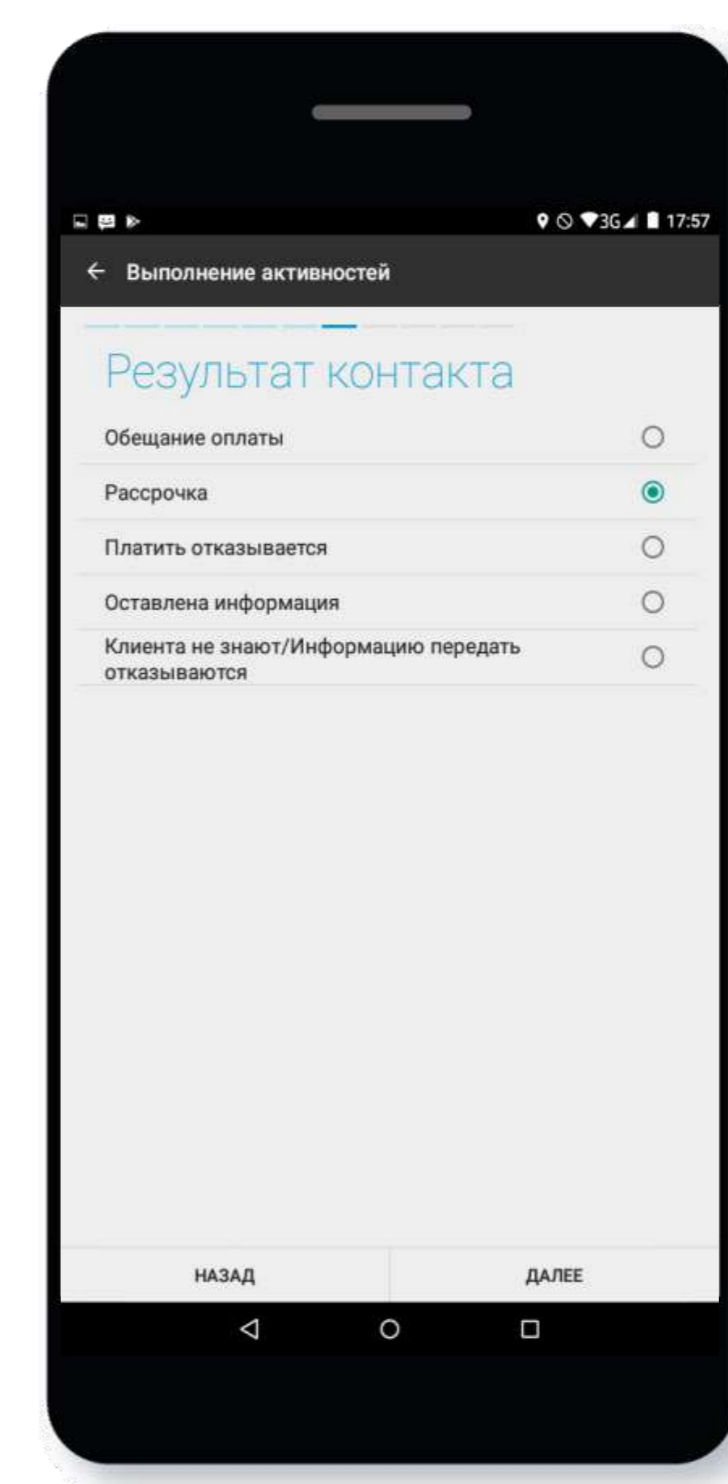 3G 17:57
Выполнение активностей
Результат контакта
Обещание оплаты
Рассрочка
Платить отказывается
Оставлена информация
Клиента не знают/Информацию передать
отказываются
НАЗАД ДАЛЕЕ